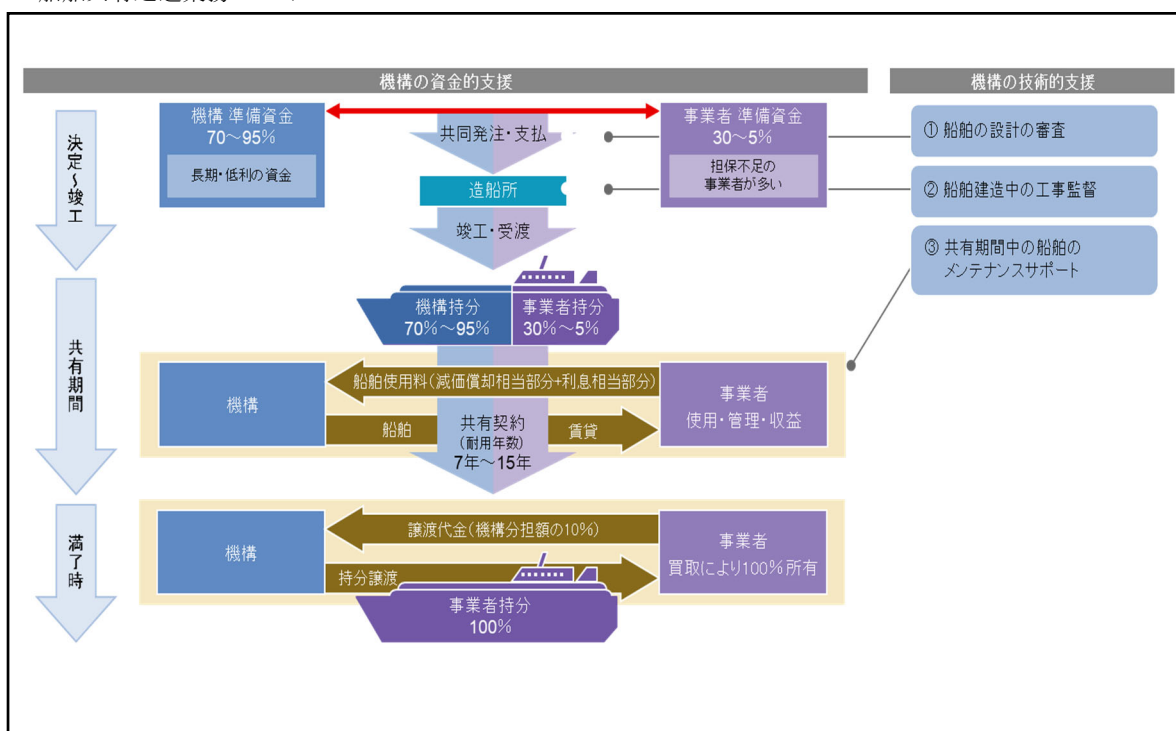 機構の資金的支援
機構の技術的支援
決定～竣工
機構 準備資金
70～95%
長期・低利の資金
共同発注・支払
事業者 準備資金
30～5%
担保不足の
事業者が多い
造船所
竣工・受渡
① 船舶の設計の審査
② 船舶建造中の工事監督
③ 共有期間中の船舶の
メンテナンスサポート
共有期間
機構持分
70%～95%
事業者持分
30%～5%
機構
船舶使用料(減価償却相当部分+利息相当部分)
船舶
共有契約
(耐用年数)
7年～15年
賃貸
事業者
使用・管理・収益
満了時
機構
譲渡代金(機構分担額の10%)
持分譲渡
事業者持分
100%
事業者
買取により100%所有